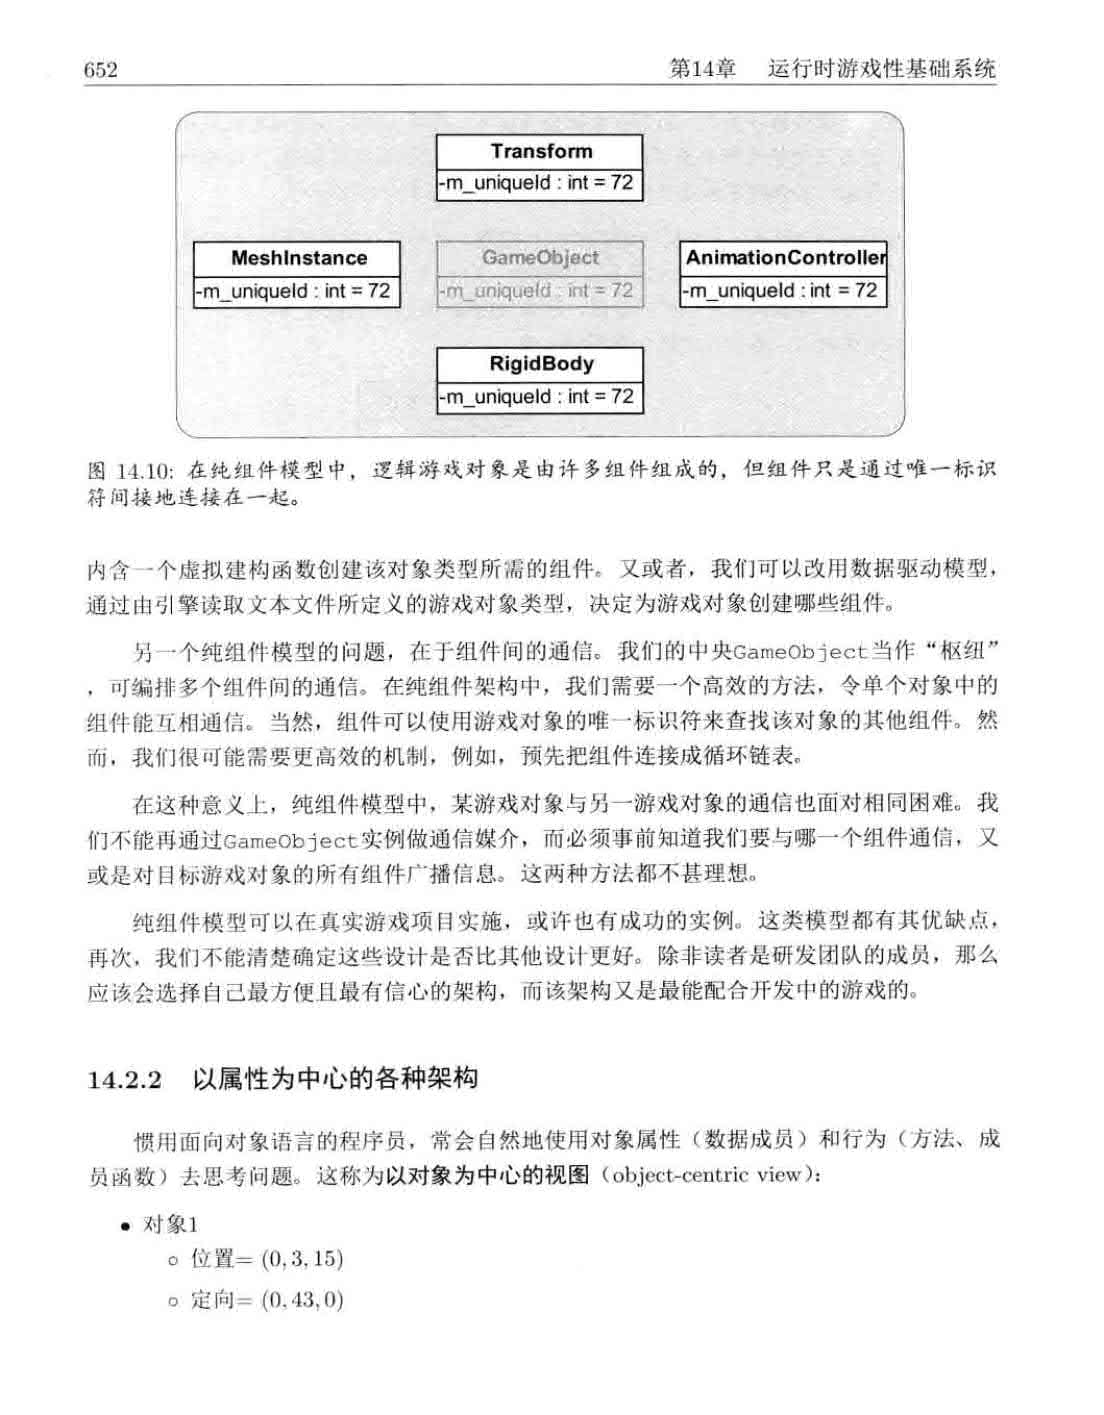 652
第14章 运行时游戏性基础系统
Transform
-m_uniqueId : int = 72
MeshInstance
-m_uniqueId : int = 72
GameObject
-m_uniqueId : int = 72
AnimationController
-m_uniqueId : int = 72
RigidBody
-m_uniqueId : int = 72
图 14.10: 在纯组件模型中，逻辑游戏对象是由许多组件组成的，但组件只是通过唯一标识
符间接地连接在一起。
内含一个虚拟建构函数创建该对象类型所需的组件。又或者，我们可以改用数据驱动模型，
通过由引擎读取文本文件所定义的游戏对象类型，决定为游戏对象创建哪些组件。
另一个纯组件模型的问题，在于组件间的通信。我们的中央GameObject当作“枢纽”
，可编排多个组件间的通信。在纯组件架构中，我们需要一个高效的方法，令单个对象中的
组件能互相通信。当然，组件可以使用游戏对象的唯一标识符来查找该对象的其他组件。然
而，我们很可能需要更高效的机制，例如，预先把组件连接成循环链表。
在这种意义上，纯组件模型中，某游戏对象与另一游戏对象的通信也面对相同困难。我
们不能再通过GameObject实例做通信媒介，而必须事前知道我们要与哪一个组件通信，又
或是对目标游戏对象的所有组件广播信息。这两种方法都不甚理想。
纯组件模型可以在真实游戏项目实施，或许也有成功的实例。这类模型都有其优缺点，
再次，我们不能清楚确定这些设计是否比其他设计更好。除非读者是研发团队的成员，那么
应该会选择自己最方便且最有信心的架构，而该架构又是最能配合开发中的游戏的。
14.2.2 以属性为中心的各种架构
惯用面向对象语言的程序员，常会自然地使用对象属性（数据成员）和行为（方法、成
员函数）去思考问题。这称为以对象为中心的视图（object-centric view）：
• 对象1
○ 位置= (0, 3, 15)
○ 定向= (0, 43, 0)